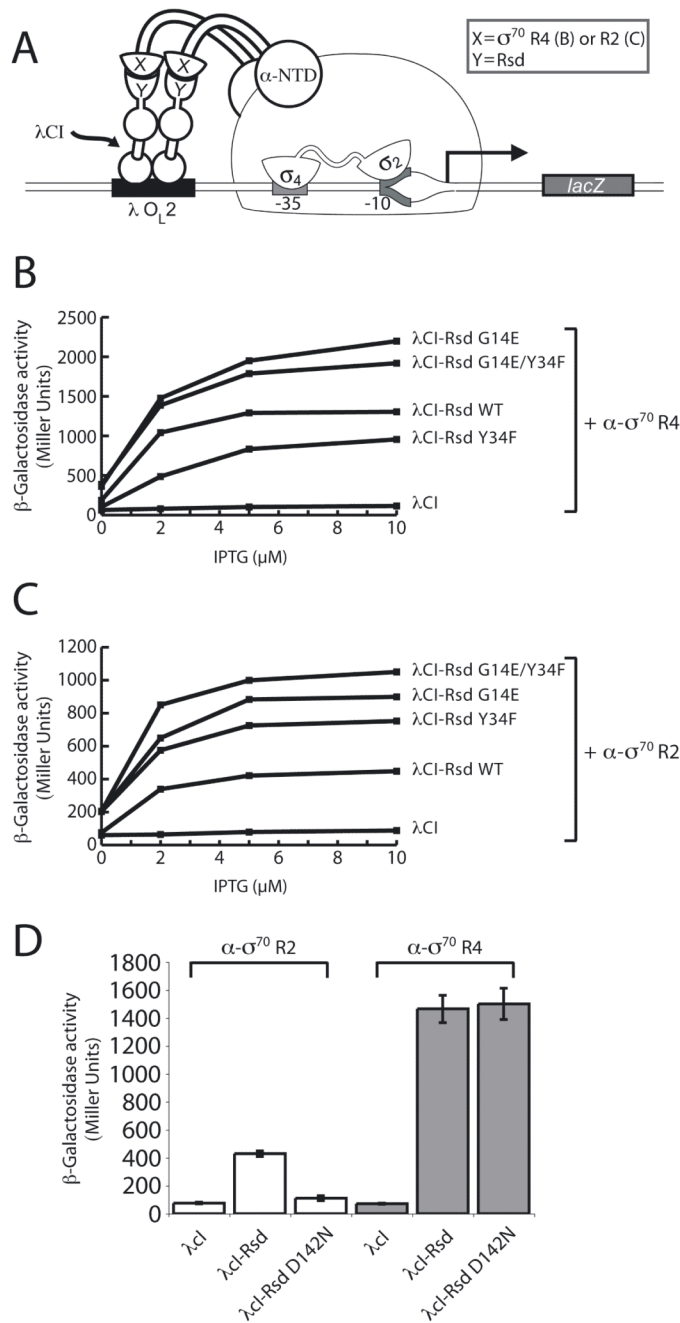 A
X=σ⁷⁰ R4 (B) or R2 (C)
Y=Rsd
X X
Y Y
α-NTD
λCI
σ₄
σ₂
-35
-10
lacZ
λ O_L2
B
β-Galactosidase activity
(Miller Units)
2500
2000
1500
1000
500
0
0 2 4 6 8 10
IPTG (μM)
λCI-Rsd G14E
λCI-Rsd G14E/Y34F
λCI-Rsd WT
λCI-Rsd Y34F
λCI
+ α-σ⁷⁰ R4
C
β-Galactosidase activity
(Miller Units)
1200
1000
800
600
400
200
0
0 2 4 6 8 10
IPTG (μM)
λCI-Rsd G14E/Y34F
λCI-Rsd G14E
λCI-Rsd Y34F
λCI-Rsd WT
λCI
+ α-σ⁷⁰ R2
D
α-σ⁷⁰ R2
α-σ⁷⁰ R4
β-Galactosidase activity
(Miller Units)
1800
1600
1400
1200
1000
800
600
400
200
0
λcI
λcI-Rsd
λcI-Rsd D142N
λcI
λcI-Rsd
λcI-Rsd D142N